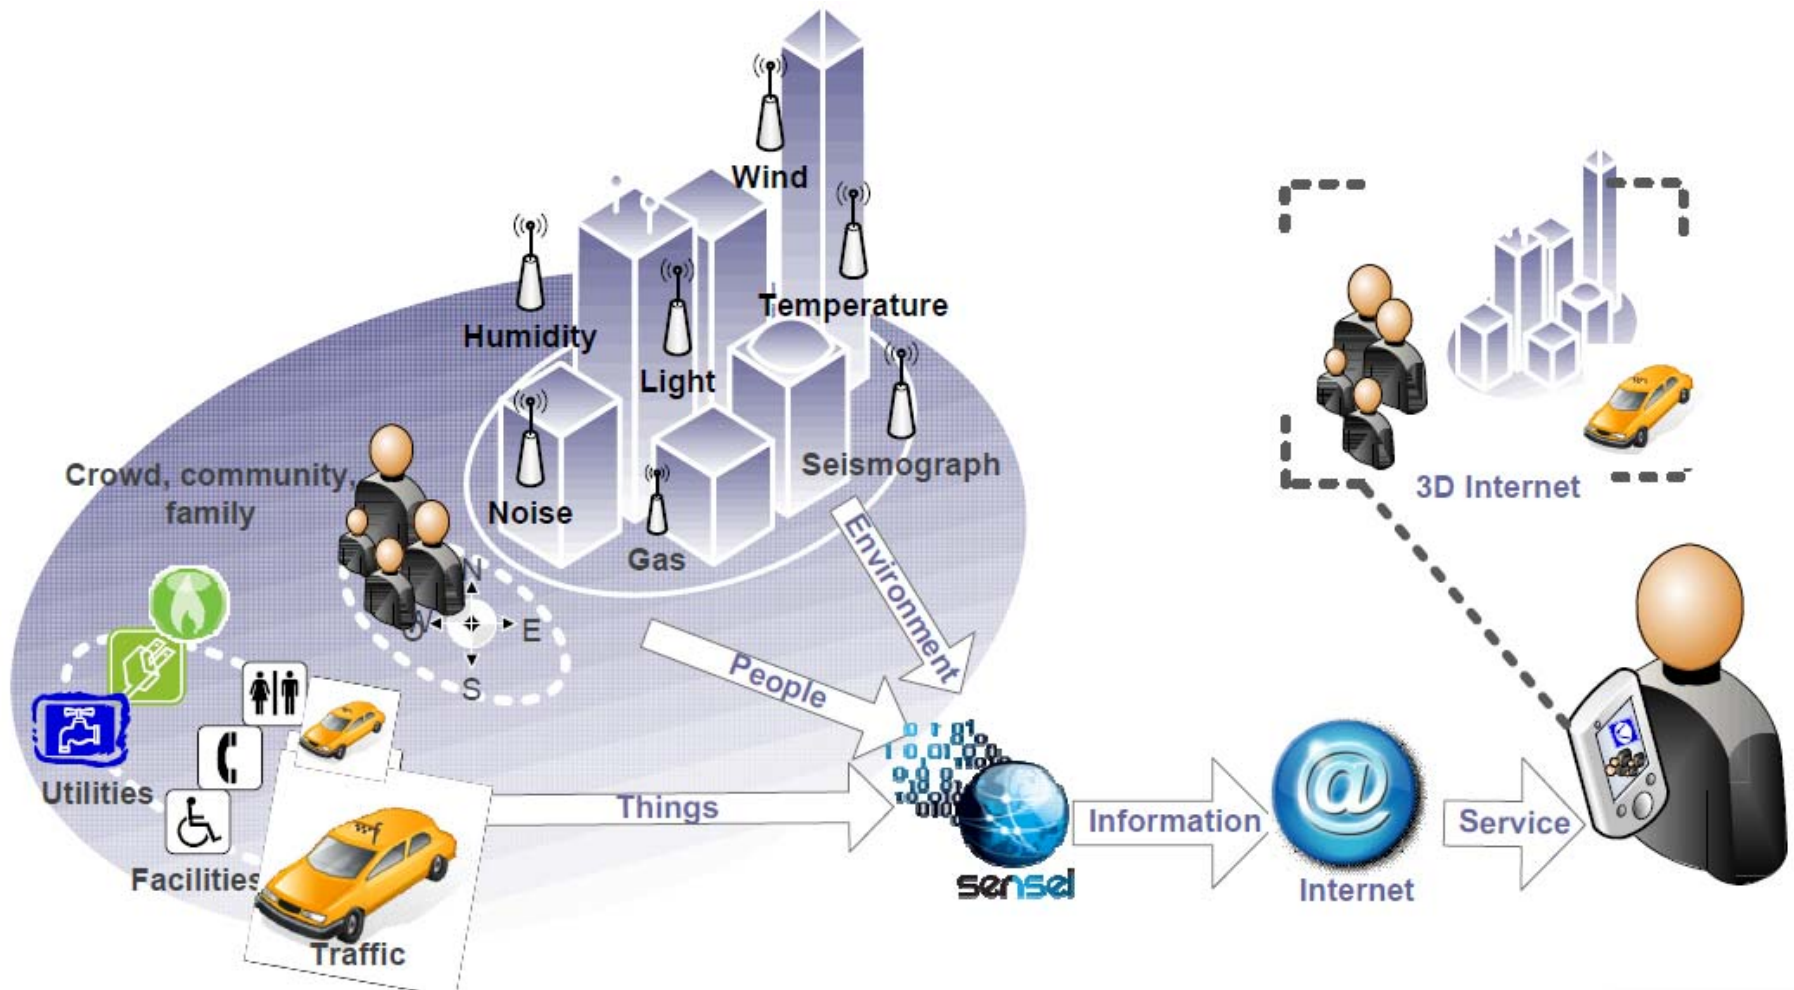 Wind
Temperature
Humidity
Light
Seismograph
Crowd, community,
family
Noise
Gas
N
W
O
E
S
Utilities
Facilities
Traffic
Environment
People
Things
sensei
Information
Internet
Service
3D Internet
@